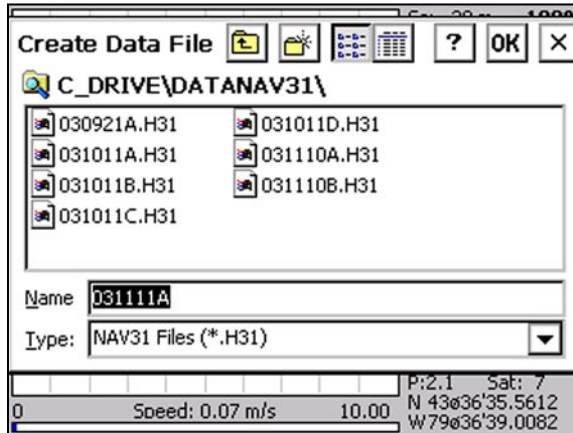 Create Data File ? OK ×
C_DRIVE\DATANAV31\
030921A.H31 031011D.H31
031011A.H31 031110A.H31
031011B.H31 031110B.H31
031011C.H31
Name 031111A
Type: NAV31 Files (*.H31)
P:2.1 Sat: 7
0 Speed: 0.07 m/s 10.00 N 43ø36'35.5612
W79ø36'39.0082